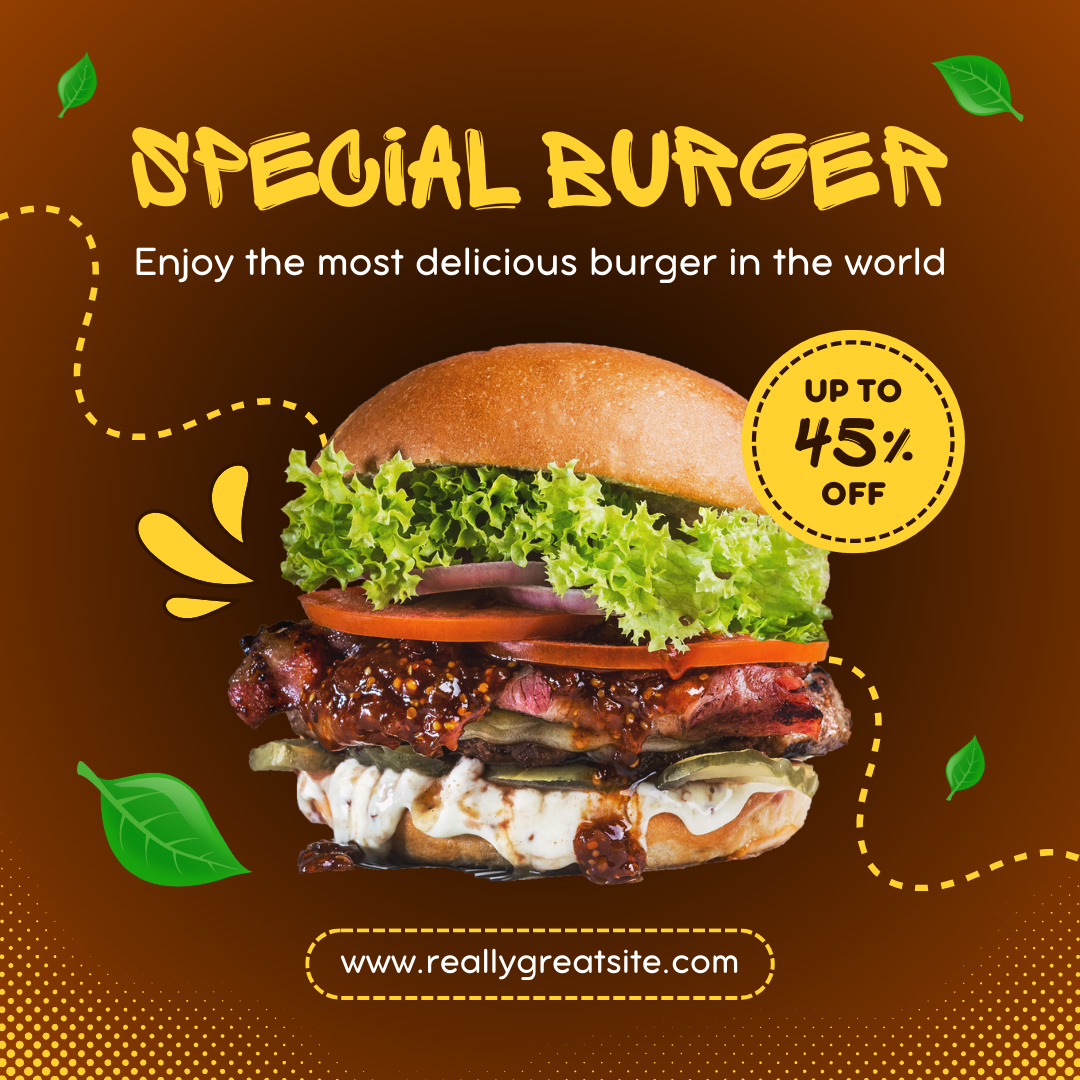 SPECIAL BURGER
Enjoy the most delicious burger in the world
UP TO
45%
OFF
www.reallygreatsite.com